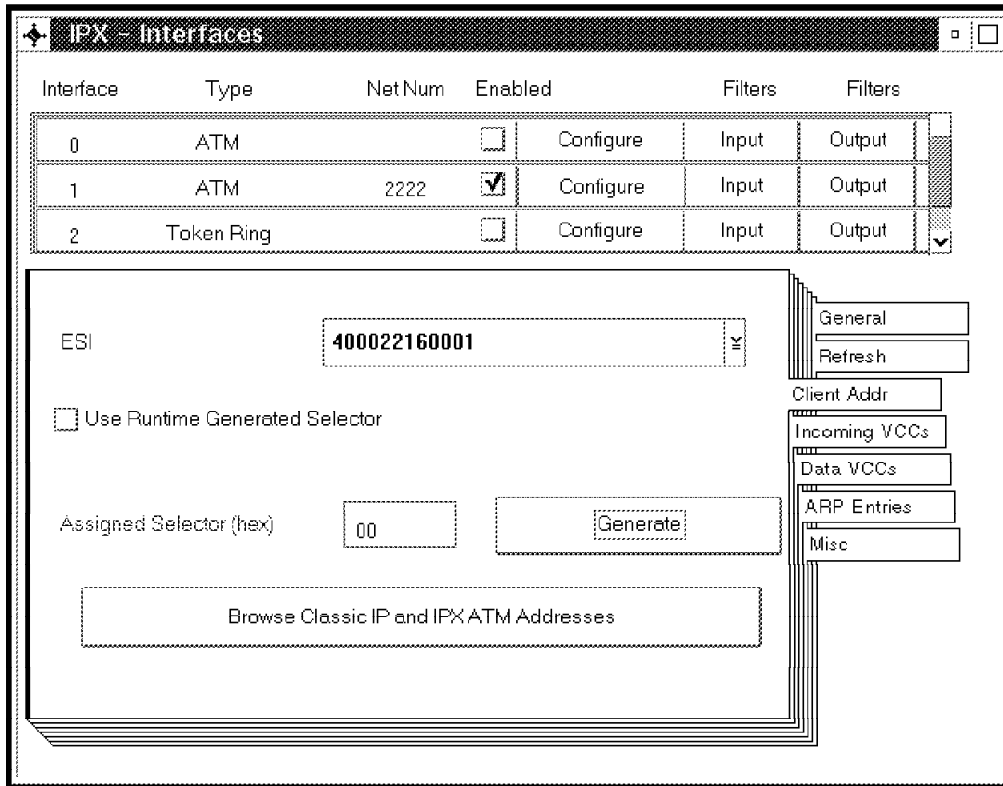 IPX - Interfaces
Interface Type Net Num Enabled Filters Filters
0 ATM Configure Input Output
1 ATM 2222 Configure Input Output
2 Token Ring Configure Input Output
General
ESI 400022160001
Refresh
Client Addr
Use Runtime Generated Selector
Incoming VCCs
Data VCCs
ARP Entries
Assigned Selector (hex) 00 Generate
Misc
Browse Classic IP and IPX ATM Addresses